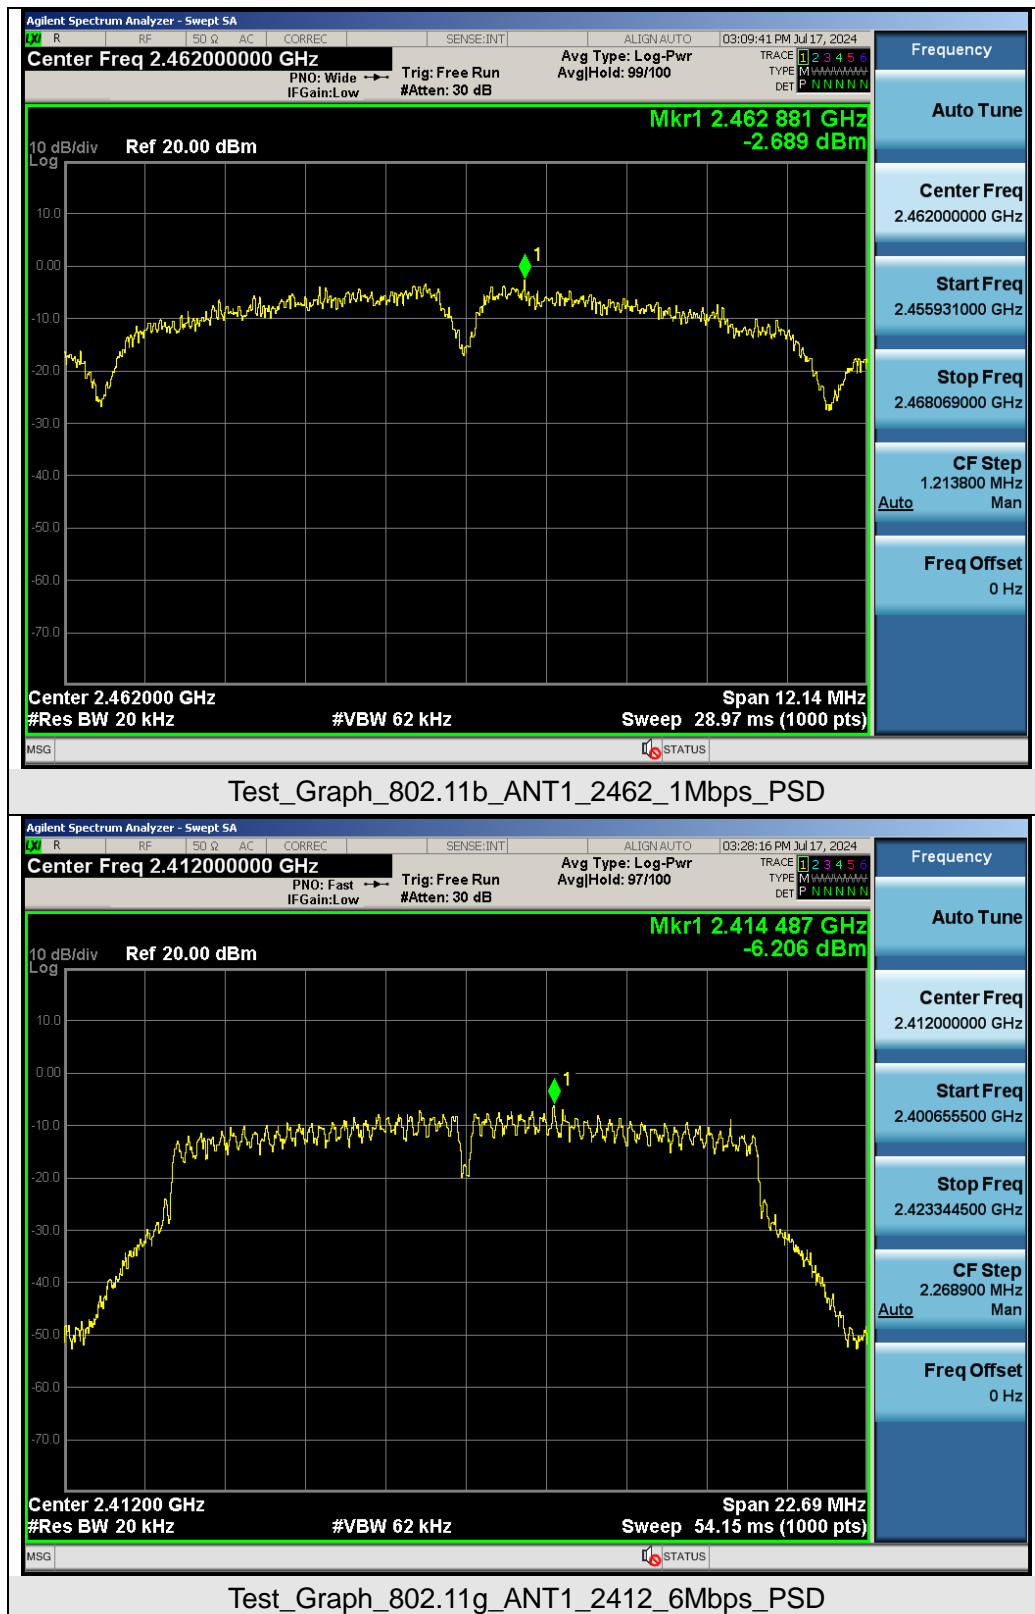 Agilent Spectrum Analyzer - Swept SA
LXI R RF 50 Ω AC CORREC SENSE:INT ALIGN AUTO 03:09:41 PM Jul 17, 2024
Center Freq 2.462000000 GHz
PNO: Wide
IFGain:Low
Trig: Free Run
#Atten: 30 dB
Avg Type: Log-Pwr
Avg|Hold: 99/100
TRACE 1 2 3 4 5 6
TYPE M
DET P N N N N N
Frequency
Auto Tune
Center Freq
2.462000000 GHz
Start Freq
2.455931000 GHz
Stop Freq
2.468069000 GHz
CF Step
1.213800 MHz
Auto Man
Freq Offset
0 Hz
Mkr1 2.462 881 GHz
-2.689 dBm
10 dB/div Ref 20.00 dBm
Log
10.0
0.00
-10.0
-20.0
-30.0
-40.0
-50.0
-60.0
-70.0
1
Center 2.462000 GHz Span 12.14 MHz
#Res BW 20 kHz #VBW 62 kHz Sweep 28.97 ms (1000 pts)
MSG STATUS
Test_Graph_802.11b_ANT1_2462_1Mbps_PSD
Agilent Spectrum Analyzer - Swept SA
LXI R RF 50 Ω AC CORREC SENSE:INT ALIGN AUTO 03:28:16 PM Jul 17, 2024
Center Freq 2.412000000 GHz
PNO: Fast
IFGain:Low
Trig: Free Run
#Atten: 30 dB
Avg Type: Log-Pwr
Avg|Hold: 97/100
TRACE 1 2 3 4 5 6
TYPE M
DET P N N N N N
Frequency
Auto Tune
Center Freq
2.412000000 GHz
Start Freq
2.400655500 GHz
Stop Freq
2.423344500 GHz
CF Step
2.268900 MHz
Auto Man
Freq Offset
0 Hz
Mkr1 2.414 487 GHz
-6.206 dBm
10 dB/div Ref 20.00 dBm
Log
10.0
0.00
-10.0
-20.0
-30.0
-40.0
-50.0
-60.0
-70.0
1
Center 2.41200 GHz Span 22.69 MHz
#Res BW 20 kHz #VBW 62 kHz Sweep 54.15 ms (1000 pts)
MSG STATUS
Test_Graph_802.11g_ANT1_2412_6Mbps_PSD